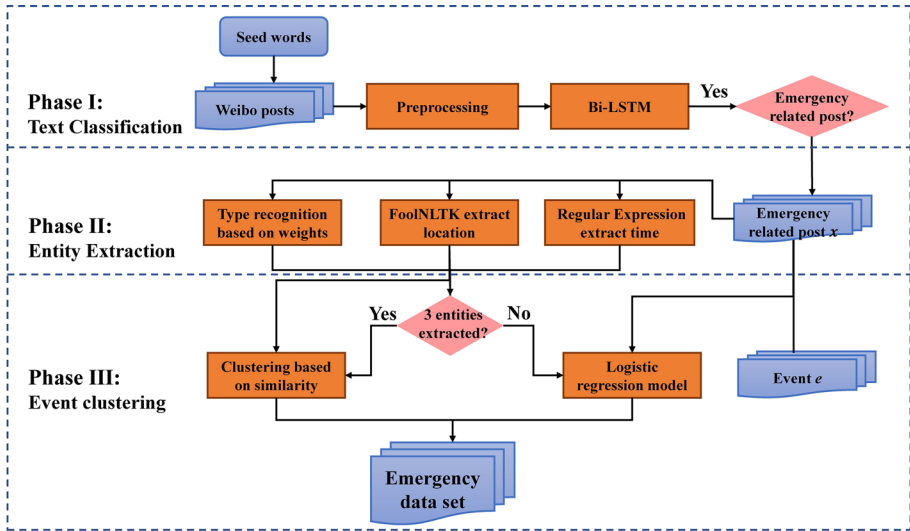 Seed words
Phase I:
Text Classification
Weibo posts
Preprocessing
Bi-LSTM
Yes
Emergency
related post?
Phase II:
Entity Extraction
Type recognition
based on weights
FoolNLTK extract
location
Regular Expression
extract time
Emergency
related post x
Phase III:
Event clustering
Yes
3 entities
extracted?
No
Clustering based
on similarity
Logistic
regression model
Event e
Emergency
data set